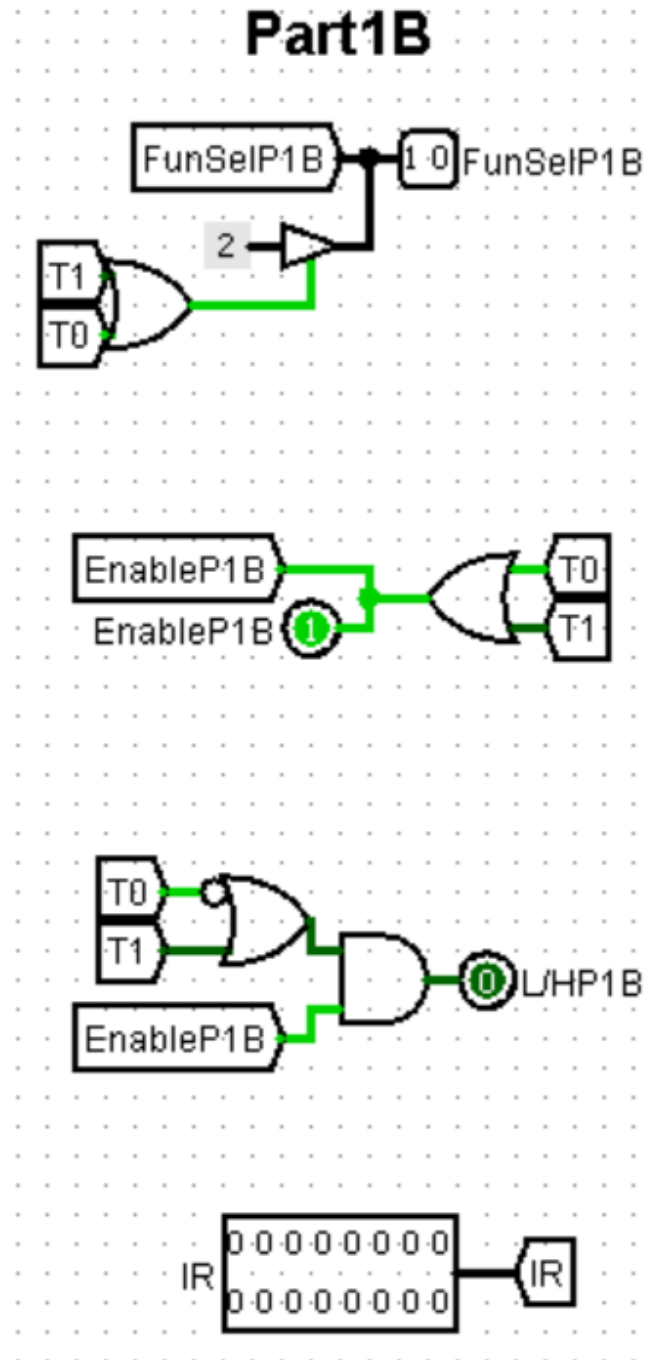 Part1B
FunSelP1B 1 0 FunSelP1B
2
T1
T0
EnableP1B T0
EnableP1B 1 T1
T0
T1
0 L/HP1B
EnableP1B
0 0 0 0 0 0 0 0
IR IR
0 0 0 0 0 0 0 0